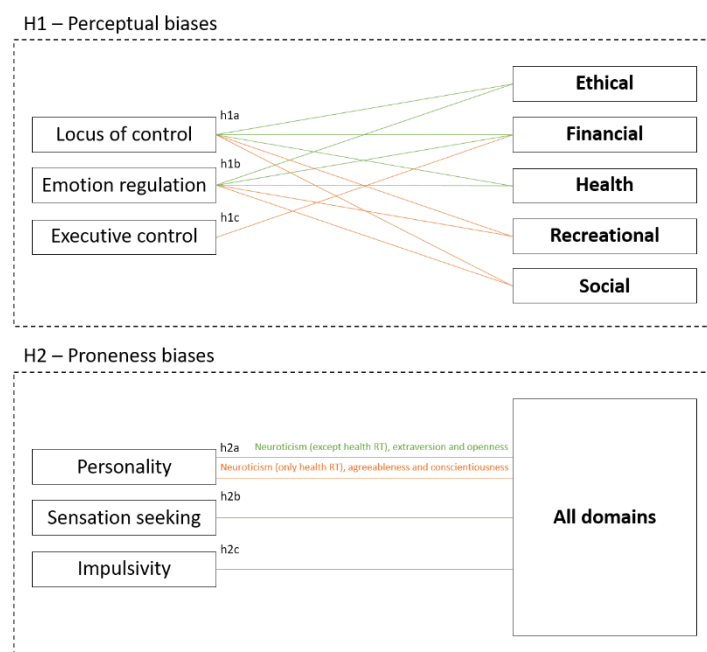 H1 – Perceptual biases
h1a
Locus of control
h1b
Emotion regulation
h1c
Executive control
Ethical
Financial
Health
Recreational
Social
H2 – Proneness biases
h2a
Neuroticism (except health RT), extraversion and openness
Personality
Neuroticism (only health RT), agreeableness and conscientiousness
h2b
Sensation seeking
h2c
Impulsivity
All domains